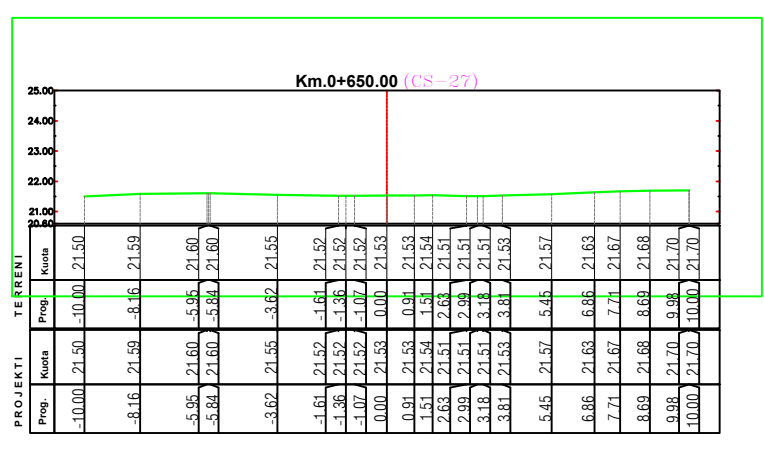 Km.0+650.00 (CS-27)
25.00
24.00
23.00
22.00
21.00
20.60
TERRENI
Kuota 21.50 21.59 21.60 21.60 21.55 21.52 21.52 21.52 21.53 21.53 21.54 21.51 21.51 21.51 21.53 21.57 21.63 21.67 21.68 21.70 21.70
Prog. -10.00 -8.16 -5.95 -5.84 -3.62 -1.61 -1.36 -1.07 0.00 0.91 1.51 2.63 2.99 3.18 3.81 5.45 6.86 7.71 8.69 9.98 10.00
PROJEKTI
Kuota 21.50 21.59 21.60 21.60 21.55 21.52 21.52 21.52 21.53 21.53 21.54 21.51 21.51 21.51 21.53 21.57 21.63 21.67 21.68 21.70 21.70
Prog. -10.00 -8.16 -5.95 -5.84 -3.62 -1.61 -1.36 -1.07 0.00 0.91 1.51 2.63 2.99 3.18 3.81 5.45 6.86 7.71 8.69 9.98 10.00